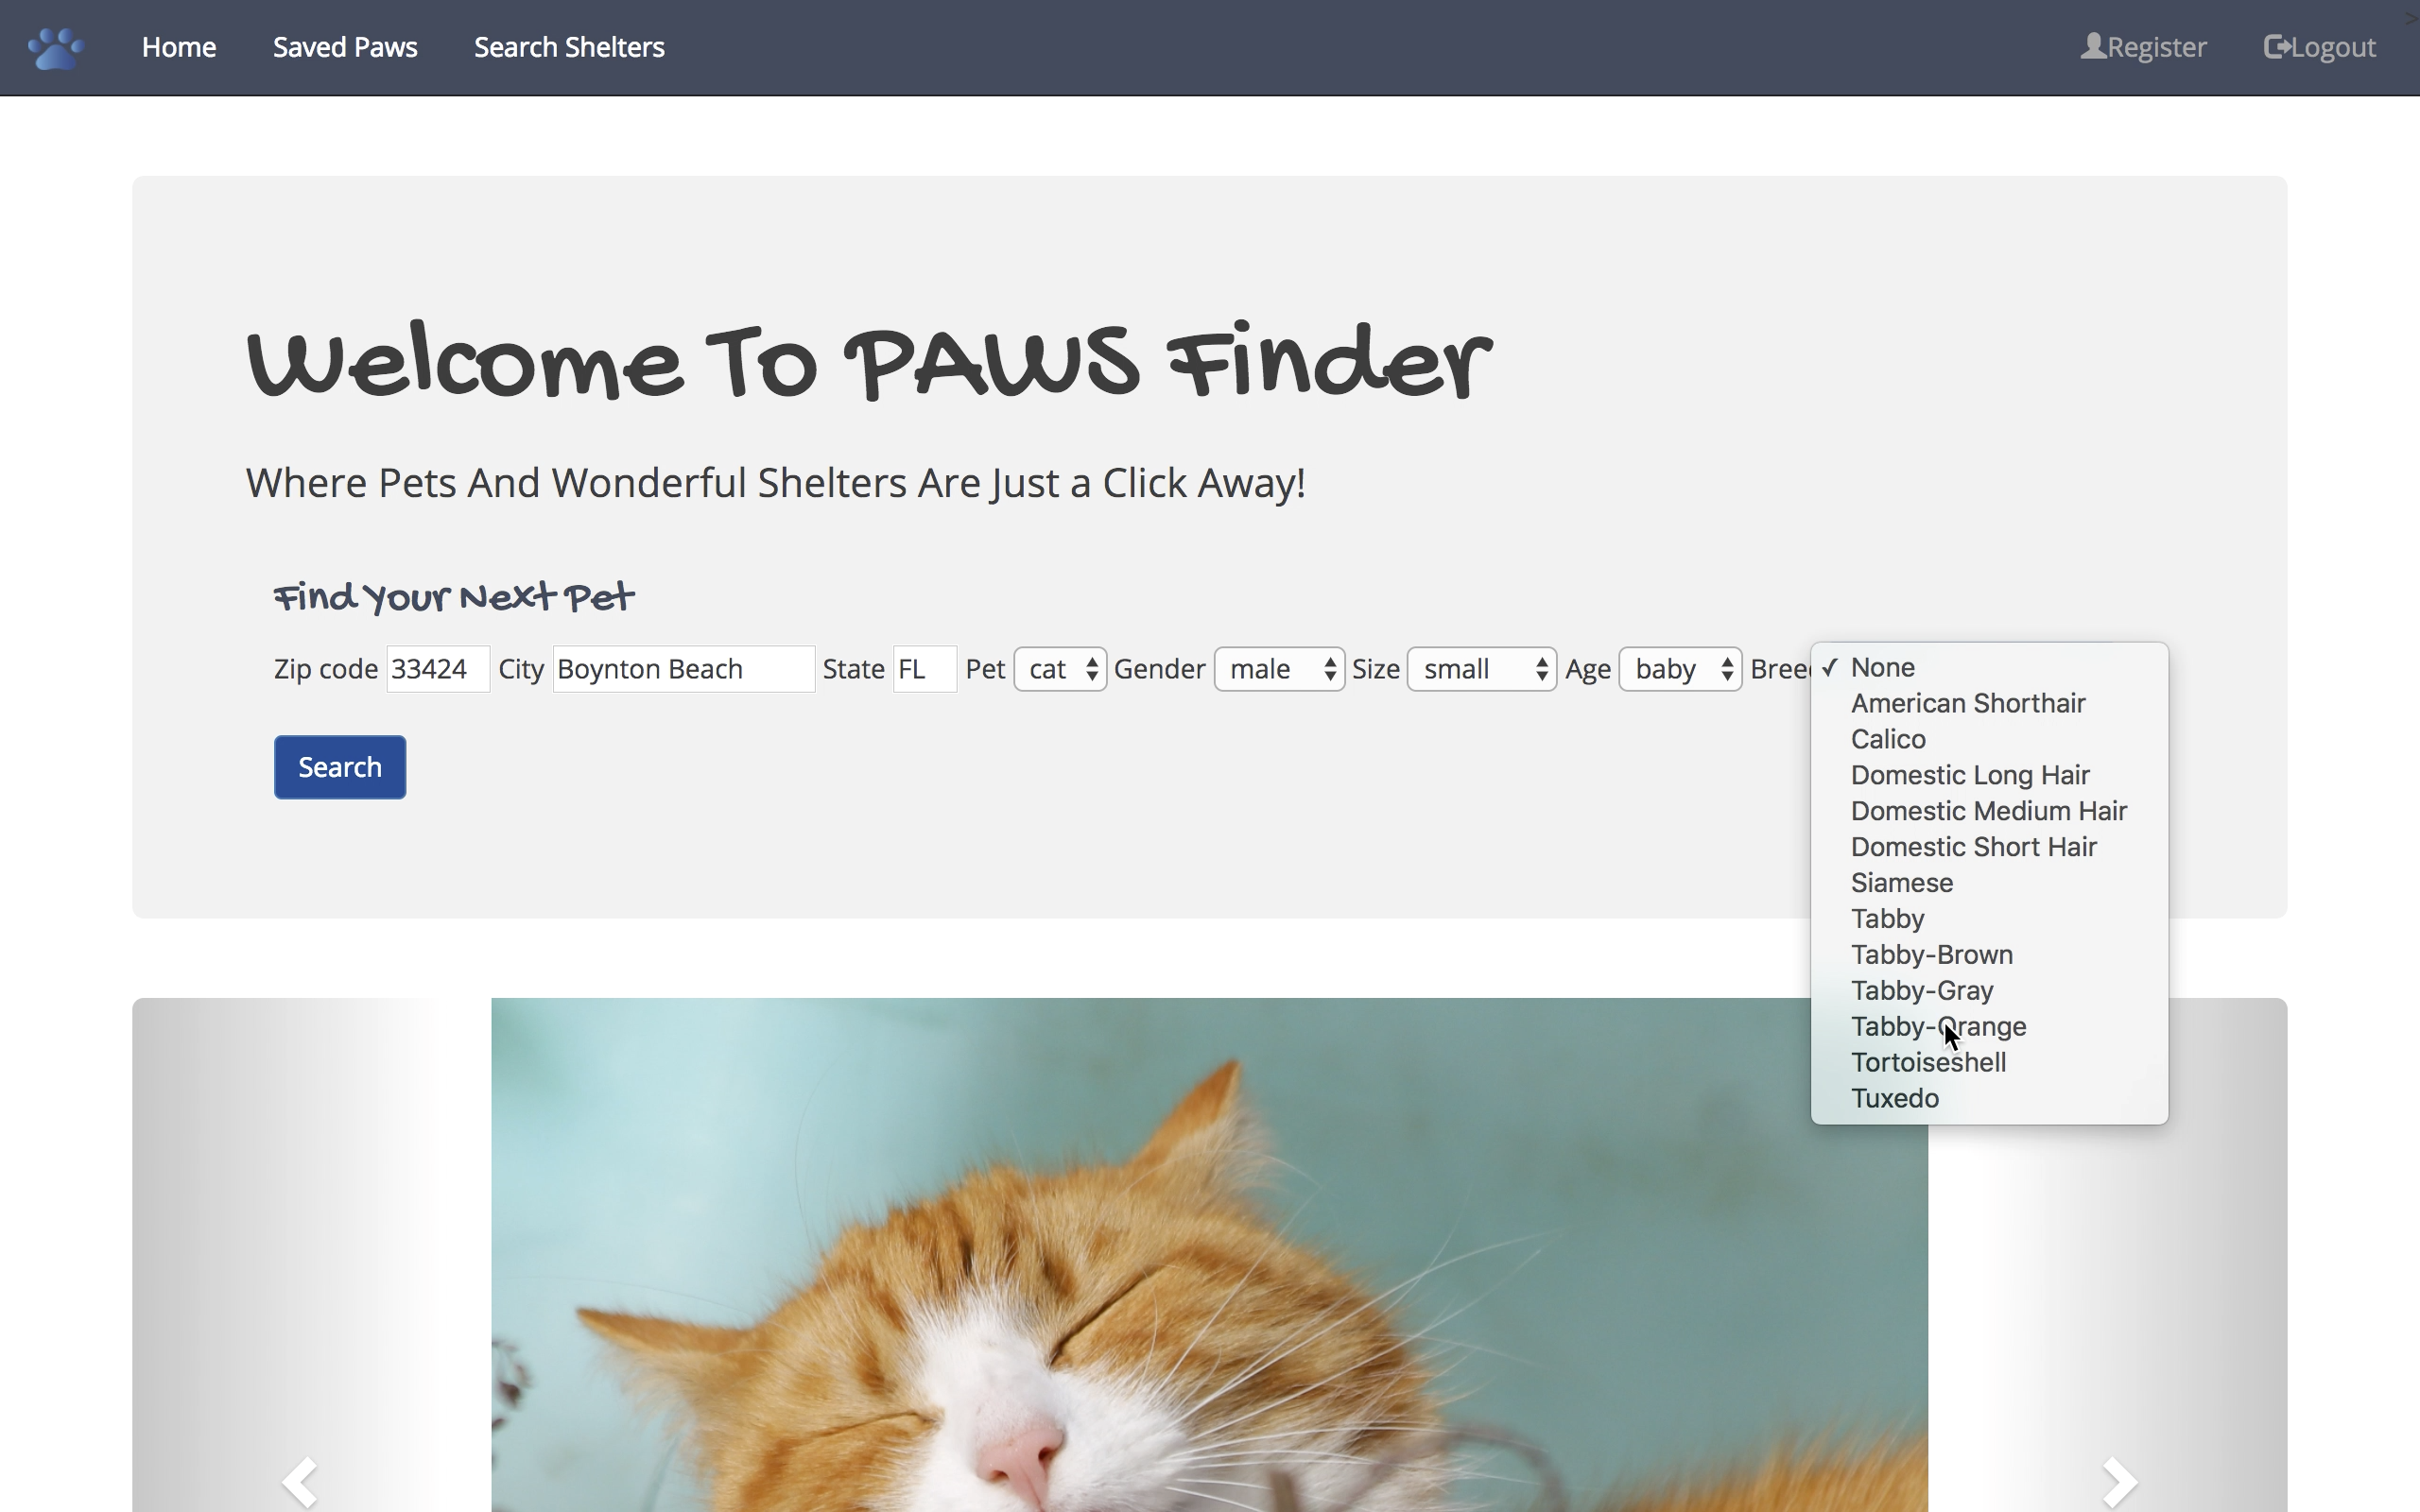 Home Saved Paws Search Shelters Register Logout
>
Welcome To PAWS Finder
Where Pets And Wonderful Shelters Are Just a Click Away!
Find Your Next Pet
Zip code 33424 City Boynton Beach State FL Pet cat Gender male Size small Age baby Breed
✓ None
American Shorthair
Calico
Domestic Long Hair
Domestic Medium Hair
Domestic Short Hair
Siamese
Tabby
Tabby-Brown
Tabby-Gray
Tabby-Orange
Tortoiseshell
Tuxedo
Search